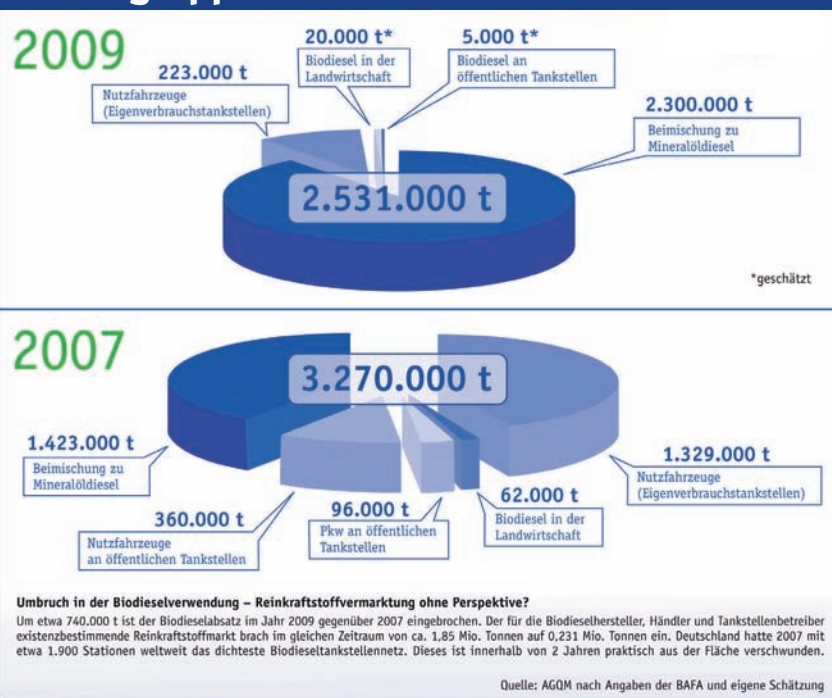 2009
20.000 t*
Biodiesel in der
Landwirtschaft
5.000 t*
Biodiesel an
öffentlichen Tankstellen
223.000 t
Nutzfahrzeuge
(Eigenverbrauchstankstellen)
2.300.000 t
Beimischung zu
Mineralöldiesel
2.531.000 t
*geschätzt
2007
3.270.000 t
1.423.000 t
Beimischung zu
Mineralöldiesel
360.000 t
Nutzfahrzeuge
an öffentlichen Tankstellen
96.000 t
Pkw an öffentlichen
Tankstellen
62.000 t
Biodiesel in der
Landwirtschaft
1.329.000 t
Nutzfahrzeuge
(Eigenverbrauchstankstellen)
Umbruch in der Biodieselverwendung – Reinkraftstoffvermarktung ohne Perspektive?
Um etwa 740.000 t ist der Biodieselabsatz im Jahr 2009 gegenüber 2007 eingebrochen. Der für die Biodieselhersteller, Händler und Tankstellenbetreiber
existenzbestimmende Reinkraftstoffmarkt brach im gleichen Zeitraum von ca. 1,85 Mio. Tonnen auf 0,231 Mio. Tonnen ein. Deutschland hatte 2007 mit
etwa 1.900 Stationen weltweit das dichteste Biodieseltankstellennetz. Dieses ist innerhalb von 2 Jahren praktisch aus der Fläche verschwunden.
Quelle: AGQM nach Angaben der BAFA und eigene Schätzung